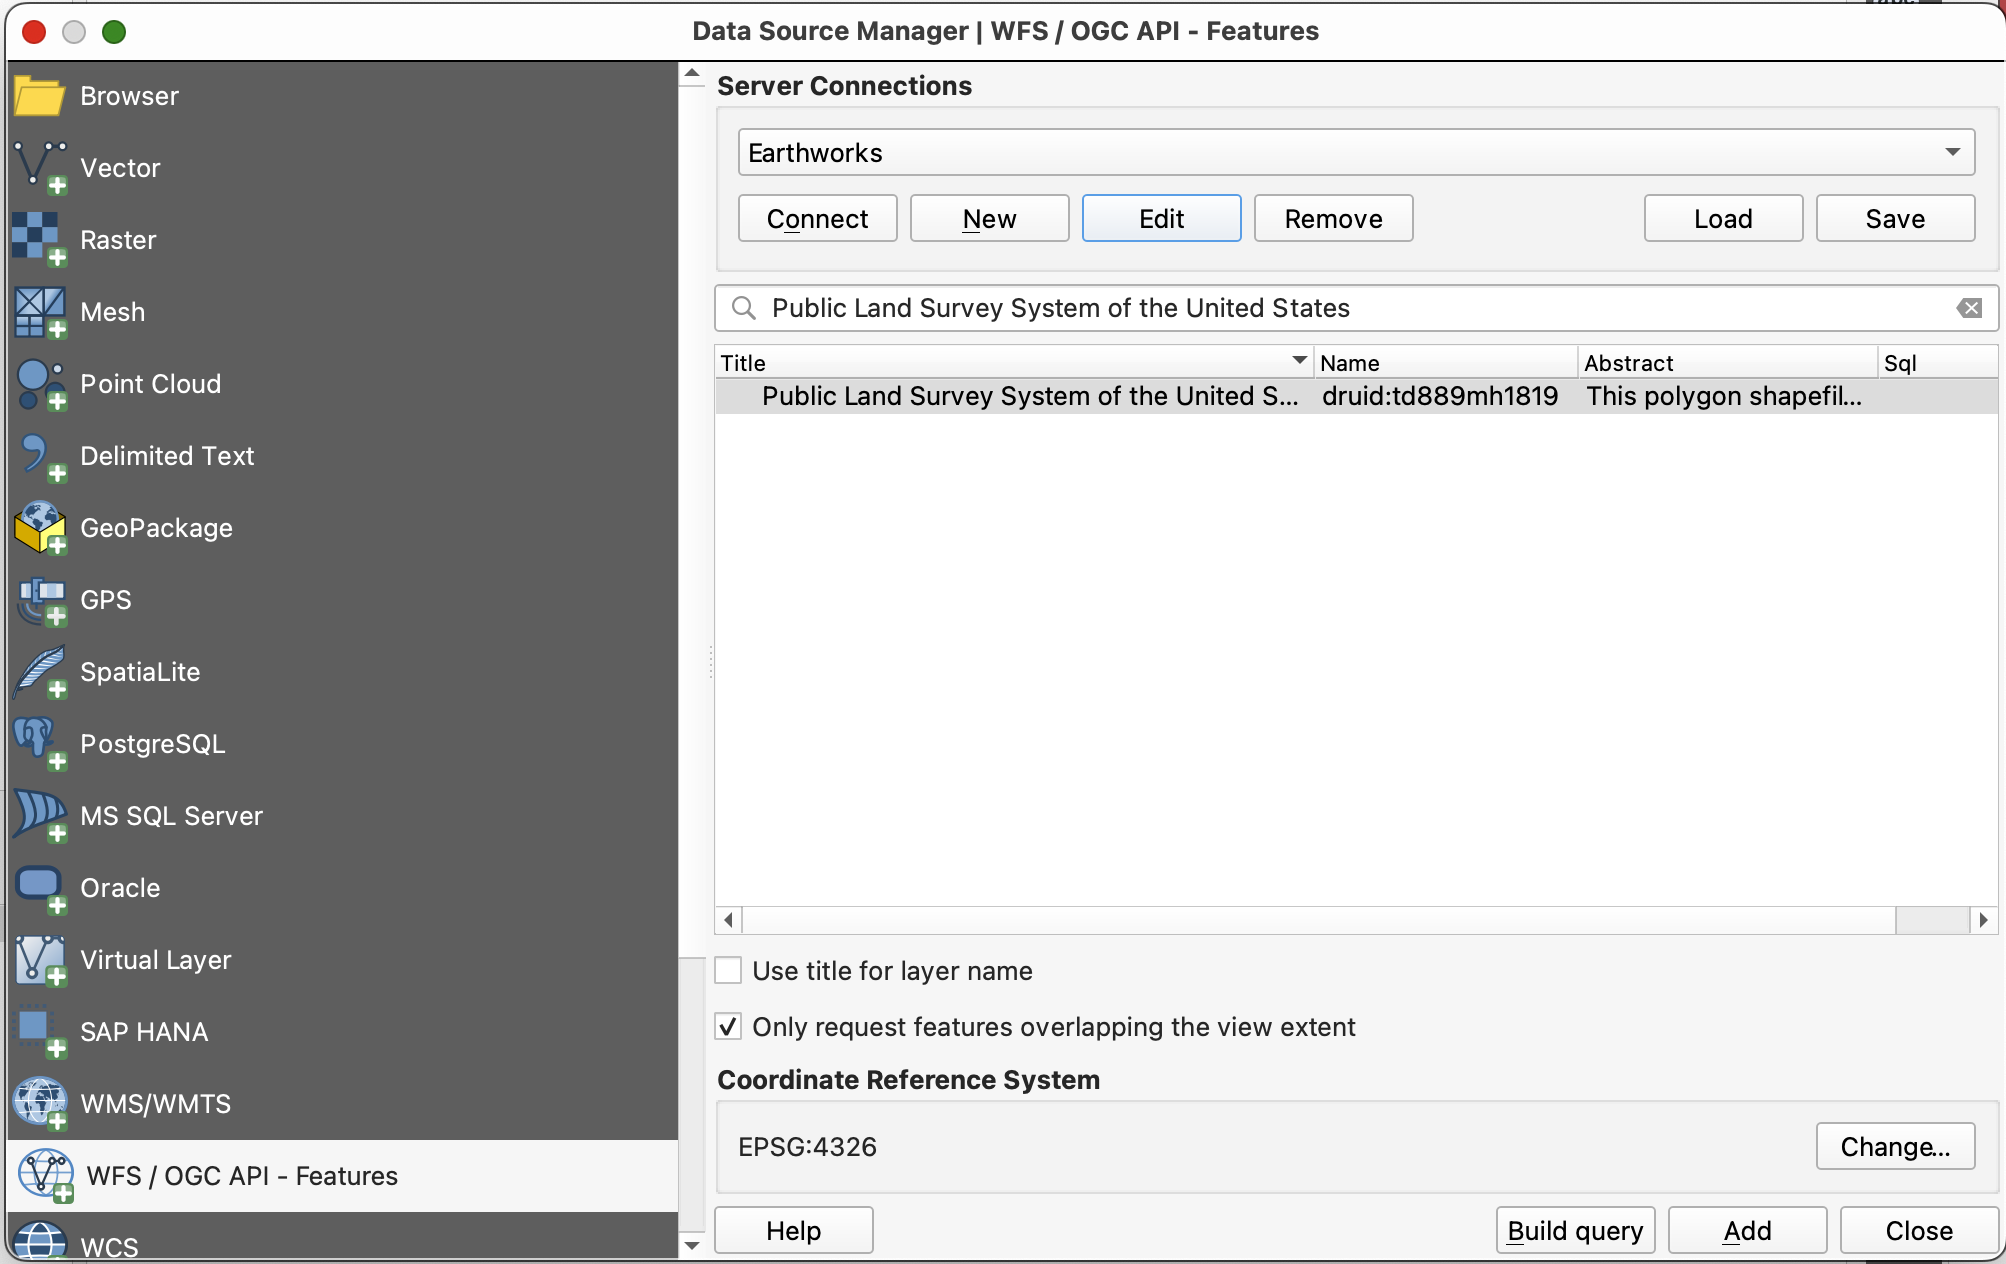 Data Source Manager | WFS / OGC API - Features
Browser
Vector
Raster
Mesh
Point Cloud
Delimited Text
GeoPackage
GPS
SpatiaLite
PostgreSQL
MS SQL Server
Oracle
Virtual Layer
SAP HANA
WMS/WMTS
WFS / OGC API - Features
WCS
Server Connections
Earthworks
Connect New Edit Remove Load Save
Public Land Survey System of the United States
Title Name Abstract Sql
Public Land Survey System of the United S... druid:td889mh1819 This polygon shapefil...
Use title for layer name
Only request features overlapping the view extent
Coordinate Reference System
EPSG:4326 Change...
Help Build query Add Close